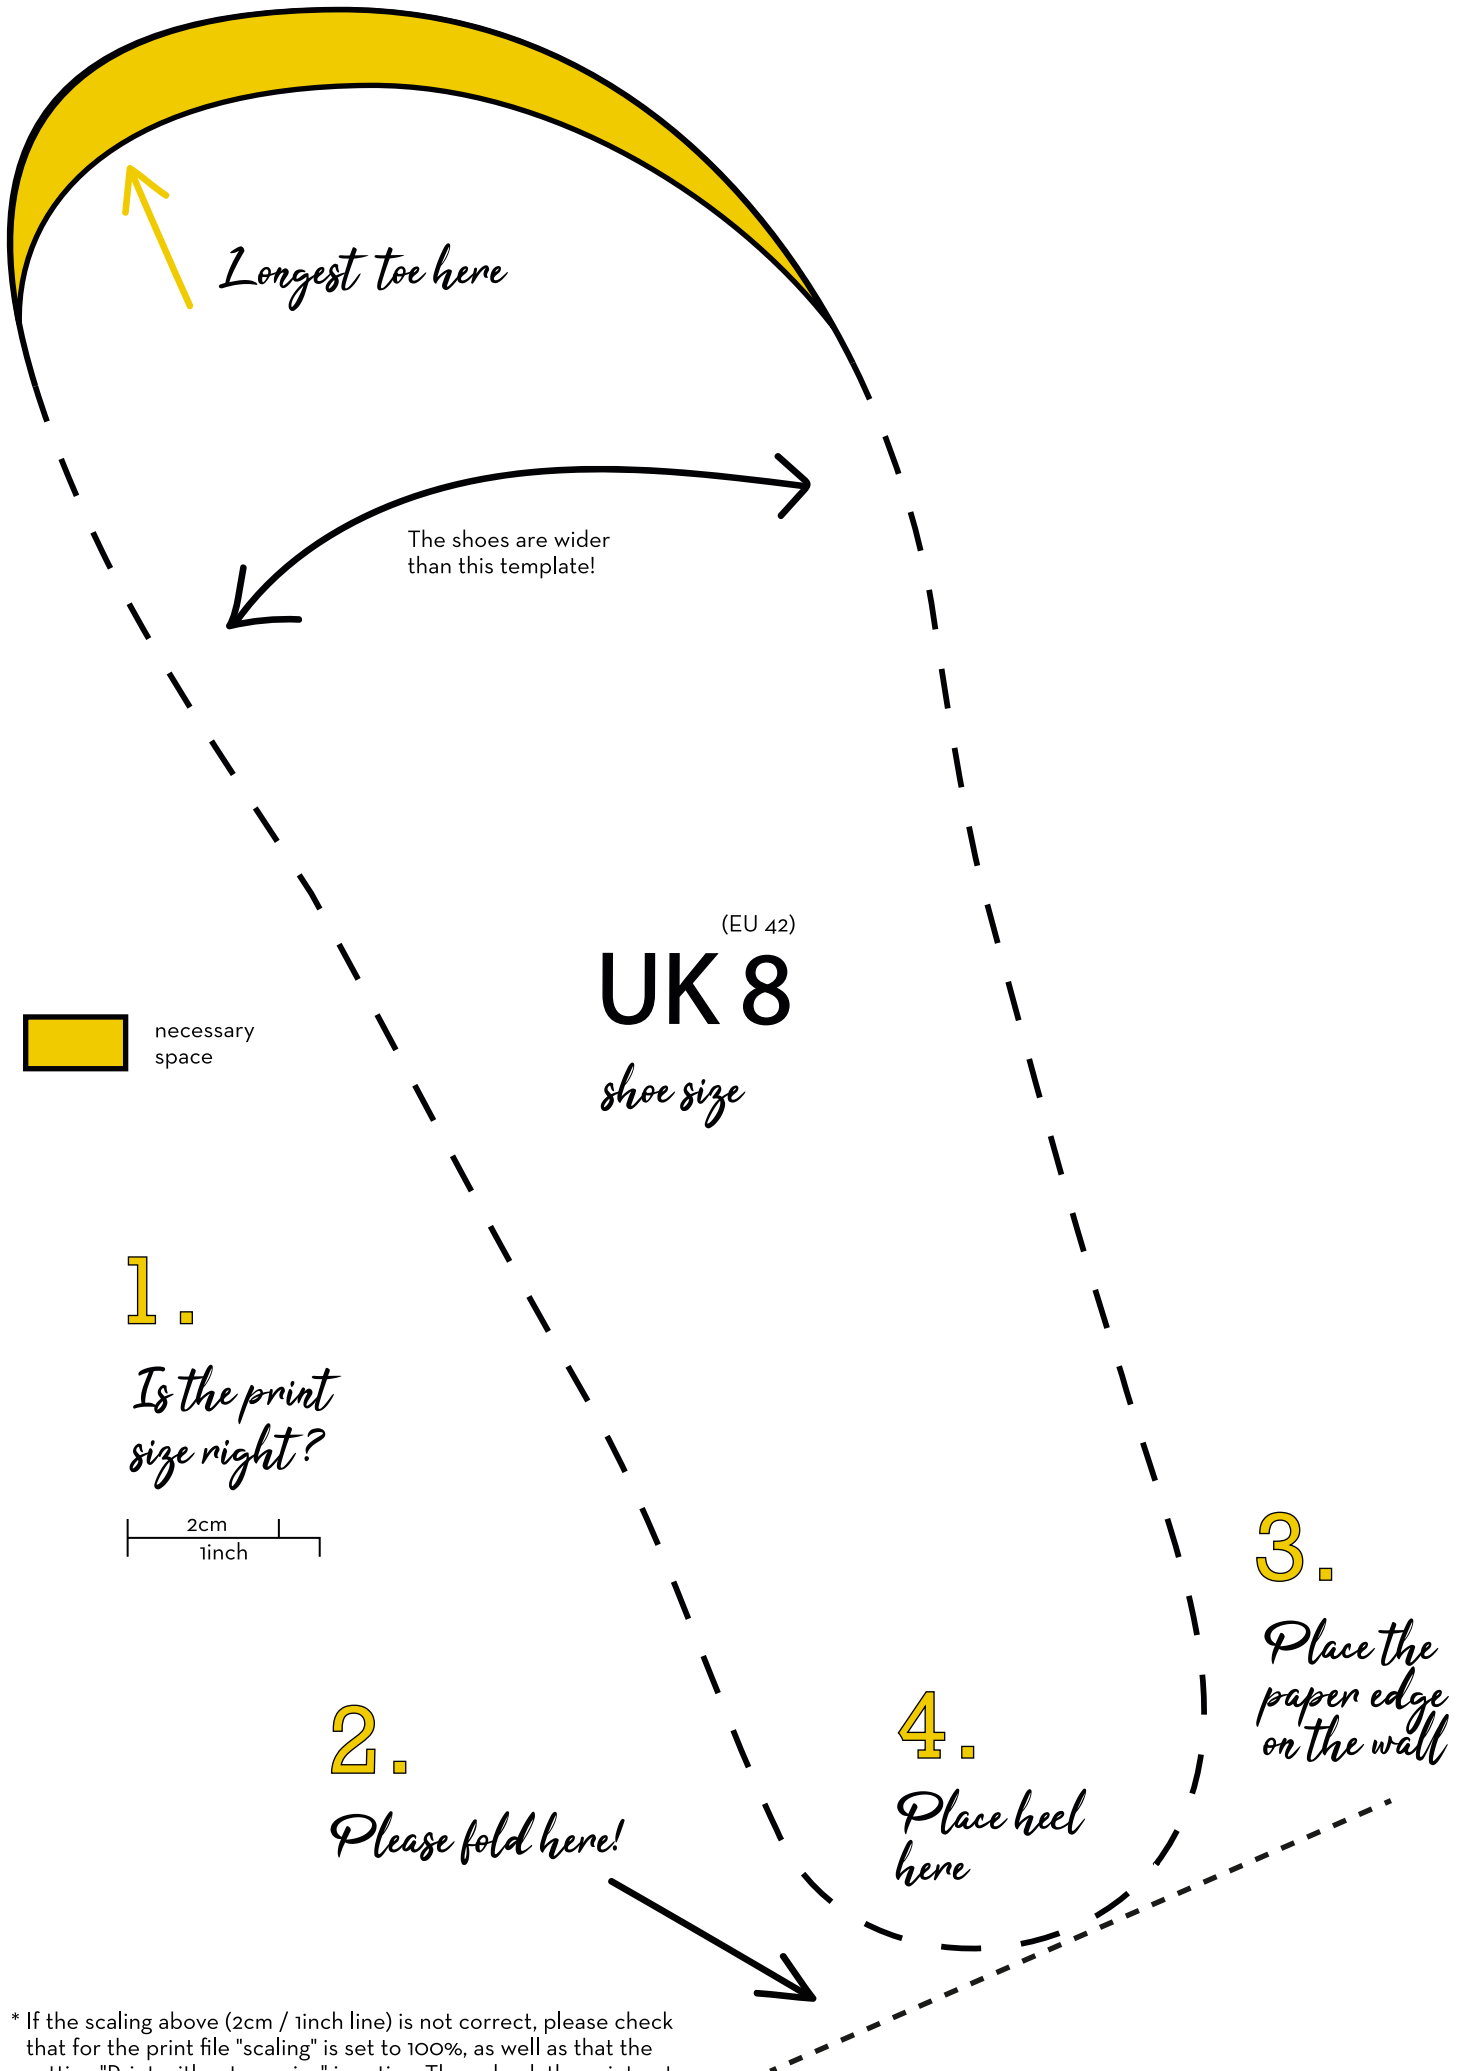 Longest toe here
The shoes are wider
than this template!
(EU 42)
UK 8
shoe size
necessary
space
1.
Is the print
size right?
2cm
1inch
2.
Please fold here!
3.
Place the
paper edge
on the wall
4.
Place heel
here
* If the scaling above (2cm / 1inch line) is not correct, please check
that for the print file "scaling" is set to 100%, as well as that the